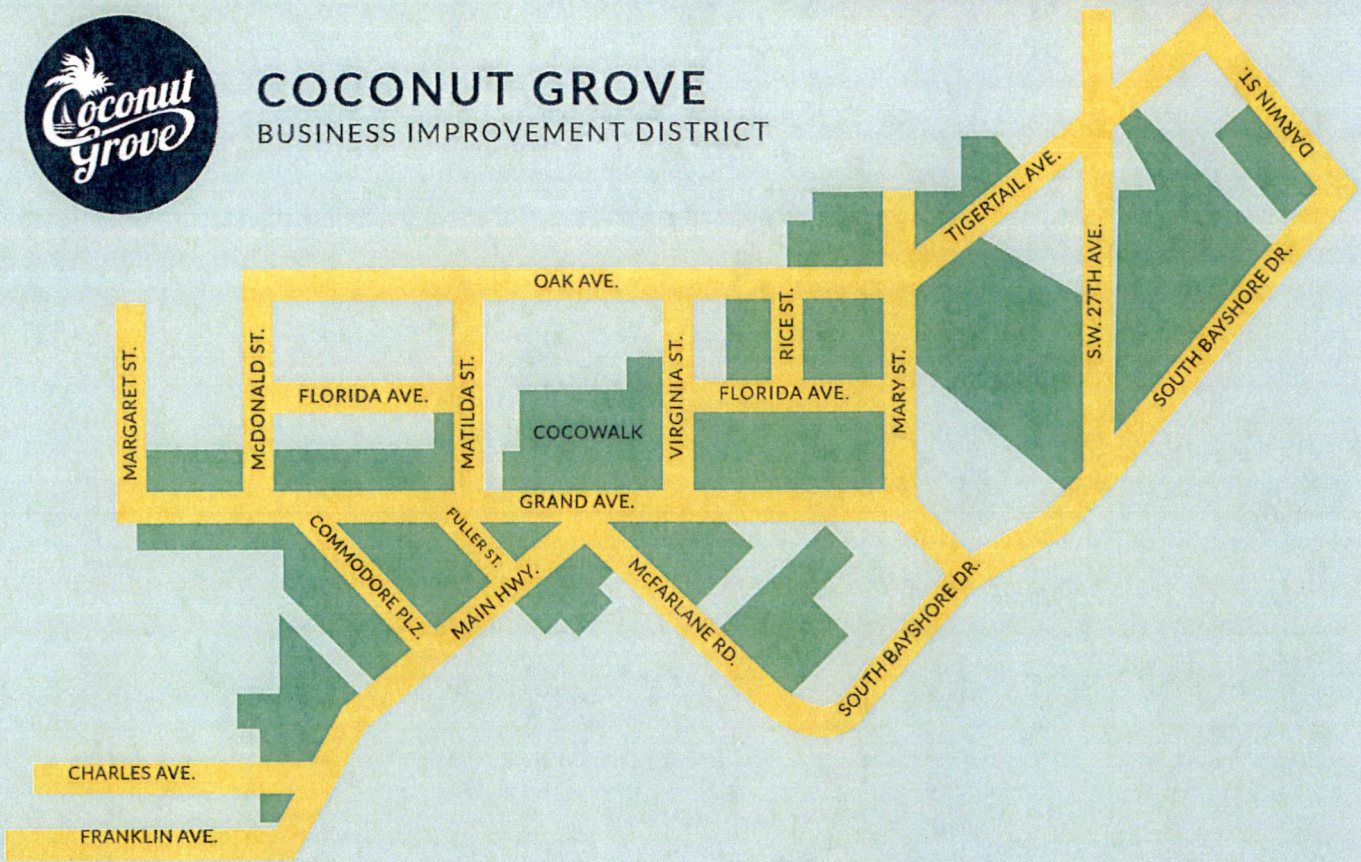 Coconut
Grove
COCONUT GROVE
BUSINESS IMPROVEMENT DISTRICT
DARWIN ST.
TIGERTAIL AVE.
S.W. 27TH AVE.
SOUTH BAYSHORE DR.
OAK AVE.
RICE ST.
MARGARET ST.
McDONALD ST.
FLORIDA AVE.
MATILDA ST.
COCOWALK
VIRGINIA ST.
FLORIDA AVE.
MARY ST.
GRAND AVE.
COMMODORE PLZ.
FULLER ST.
MAIN HWY.
McFARLANE RD.
SOUTH BAYSHORE DR.
CHARLES AVE.
FRANKLIN AVE.